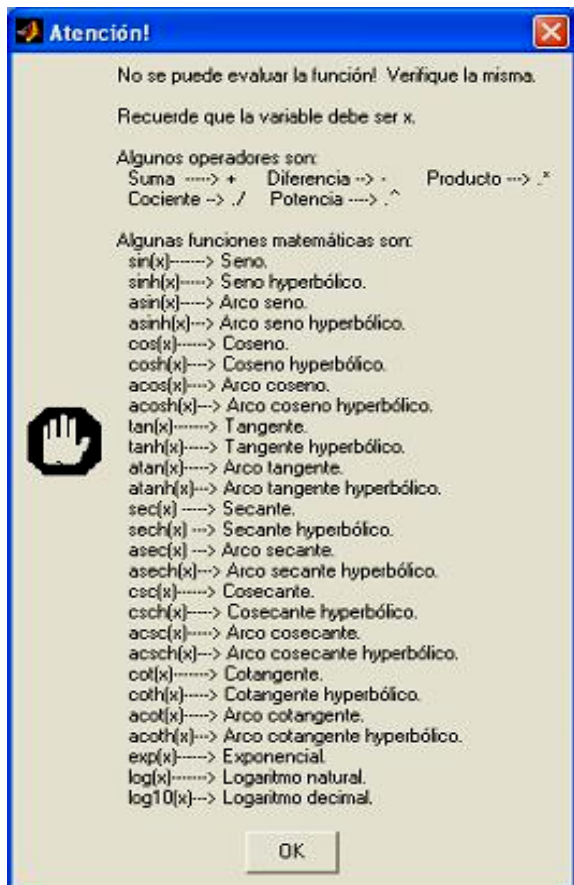 Atención!
No se puede evaluar la función! Verifique la misma.
Recuerde que la variable debe ser x.
Algunos operadores son:
Suma -----> + Diferencia --> - Producto ---> .*
Cociente --> ./ Potencia ----> .^
Algunas funciones matemáticas son:
sin(x)------> Seno.
sinh(x)----> Seno hyperbólico.
asin(x)----> Arco seno.
asinh(x)---> Arco seno hyperbólico.
cos(x)-----> Coseno.
cosh(x)----> Coseno hyperbólico.
acos(x)----> Arco coseno.
acosh(x)---> Arco coseno hyperbólico.
tan(x)------> Tangente.
tanh(x)----> Tangente hyperbólico.
atan(x)----> Arco tangente.
atanh(x)---> Arco tangente hyperbólico.
sec(x) -----> Secante.
sech(x) ---> Secante hyperbólico.
asec(x) ---> Arco secante.
asech(x)---> Arco secante hyperbólico.
csc(x)-----> Cosecante.
csch(x)----> Cosecante hyperbólico.
acsc(x)----> Arco cosecante.
acsch(x)---> Arco cosecante hyperbólico.
cot(x)------> Cotangente.
coth(x)----> Cotangente hyperbólico.
acot(x)----> Arco cotangente.
acoth(x)---> Arco cotangente hyperbólico.
exp(x)-----> Exponencial.
log(x)------> Logaritmo natural.
log10(x)---> Logaritmo decimal.
OK